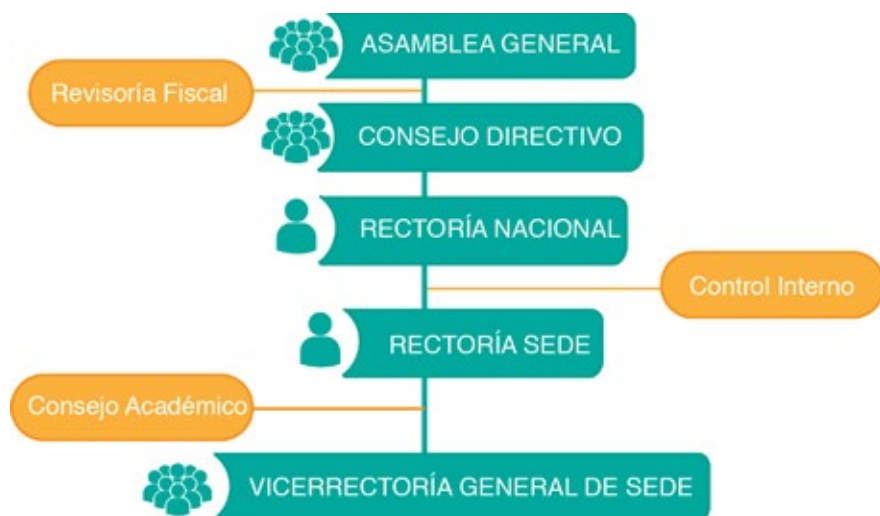 ASAMBLEA GENERAL
Revisoría Fiscal
CONSEJO DIRECTIVO
RECTORÍA NACIONAL
Control Interno
RECTORÍA SEDE
Consejo Académico
VICERRECTORÍA GENERAL DE SEDE